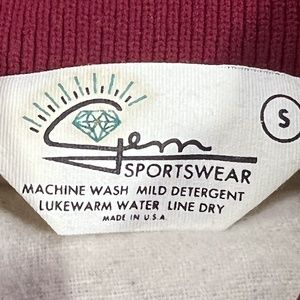 Gem
S
SPORTSWEAR
MACHINE WASH MILD DETERGENT
LUKEWARM WATER LINE DRY
MADE IN U.S.A.